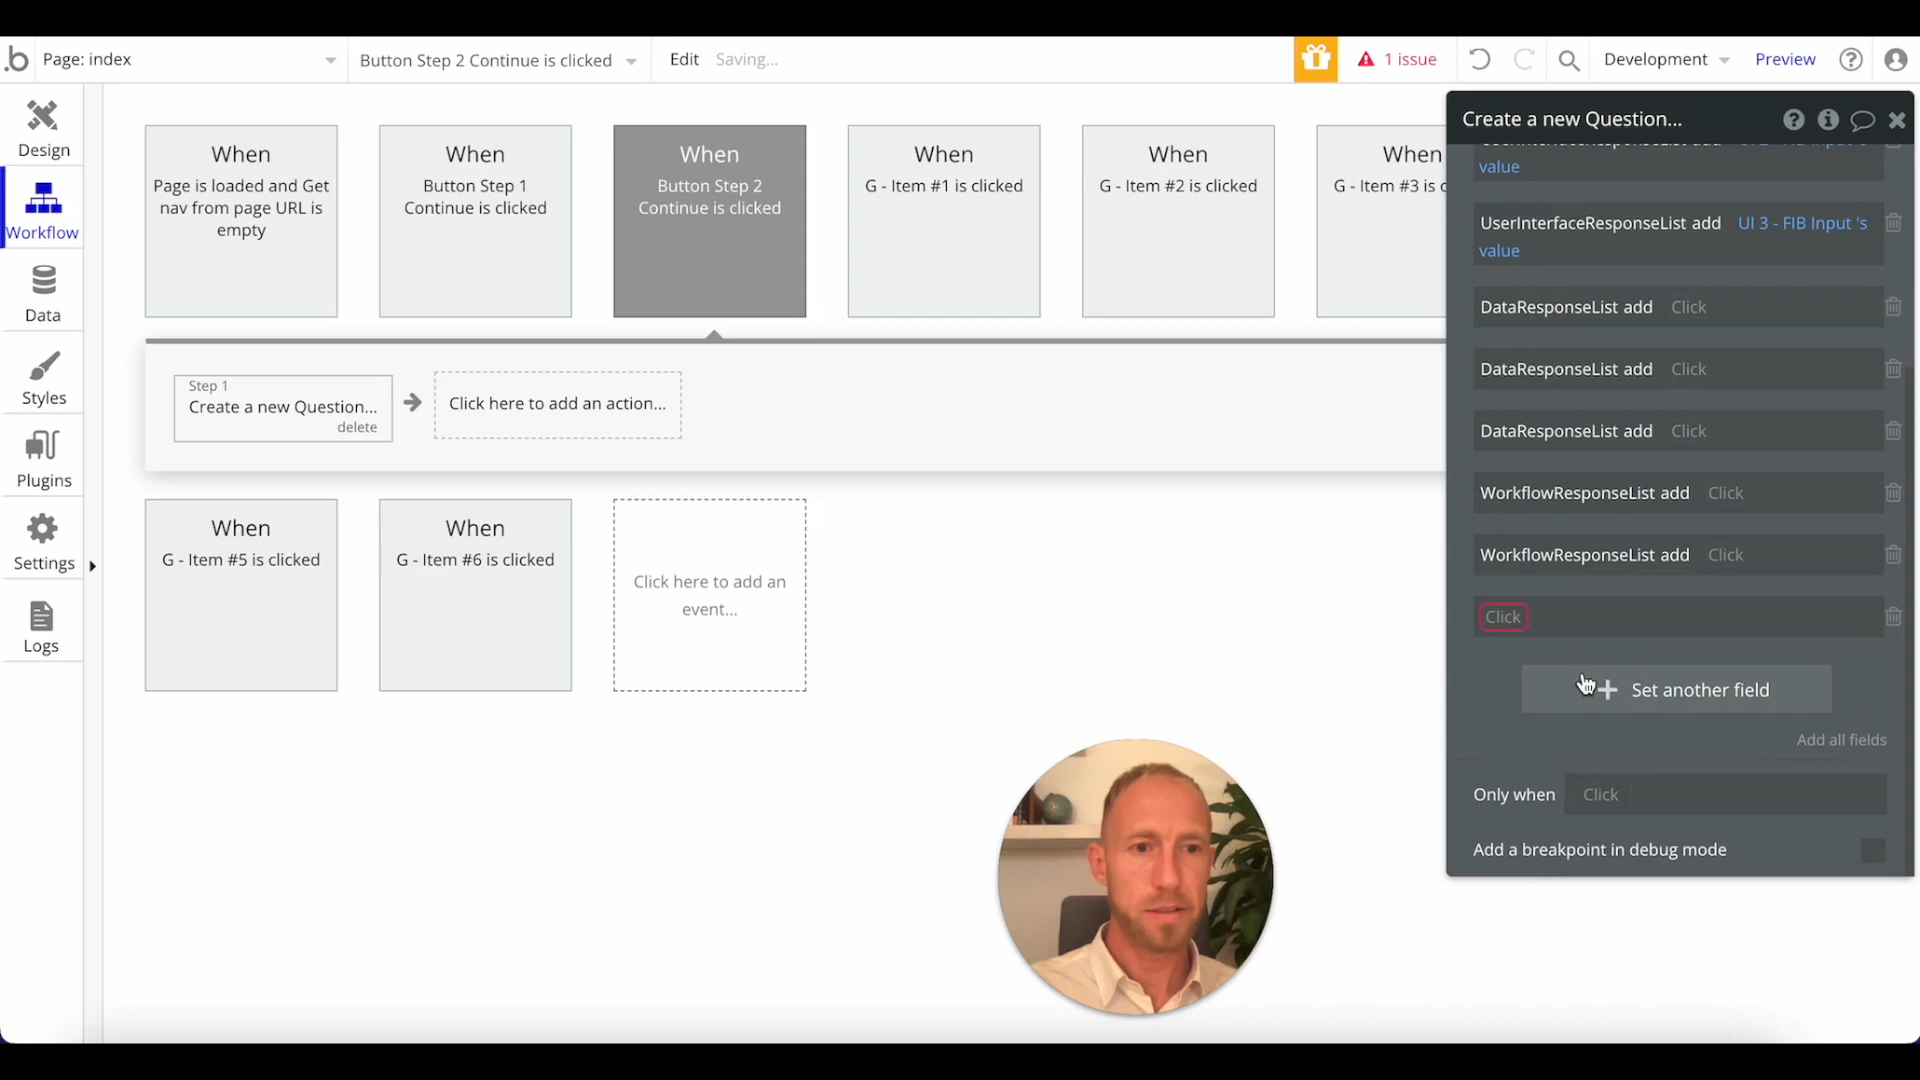 .b
Page: index
Button Step 2 Continue is clicked
Edit
Saving...
1 issue
Development
Preview
Design
Workflow
Data
Styles
Plugins
Settings
Logs
When
Page is loaded and Get
nav from page URL is
empty
When
Button Step 1
Continue is clicked
When
Button Step 2
Continue is clicked
When
G - Item #1 is clicked
When
G - Item #2 is clicked
When
G - Item #3 is c
Step 1
Create a new Question...
delete
Click here to add an action...
When
G - Item #5 is clicked
When
G - Item #6 is clicked
Click here to add an
event...
Create a new Question...
value
UserInterfaceResponseList add UI 3 - FIB Input 's
value
DataResponseList add Click
DataResponseList add Click
DataResponseList add Click
WorkflowResponseList add Click
WorkflowResponseList add Click
Click
Set another field
Add all fields
Only when Click
Add a breakpoint in debug mode